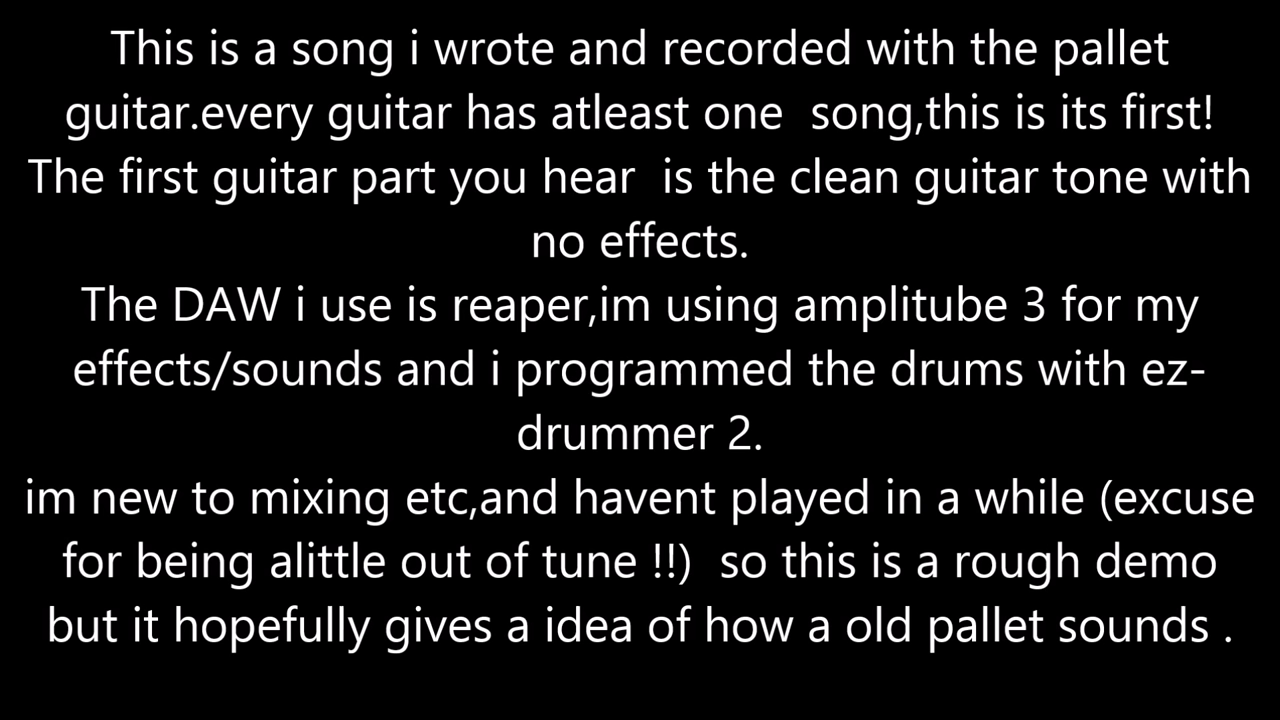 This is a song i wrote and recorded with the pallet
guitar.every guitar has atleast one  song,this is its first!
The first guitar part you hear  is the clean guitar tone with
no effects.
The DAW i use is reaper,im using amplitube 3 for my
effects/sounds and i programmed the drums with ez-
drummer 2.
im new to mixing etc,and havent played in a while (excuse
for being alittle out of tune !!)  so this is a rough demo
but it hopefully gives a idea of how a old pallet sounds .